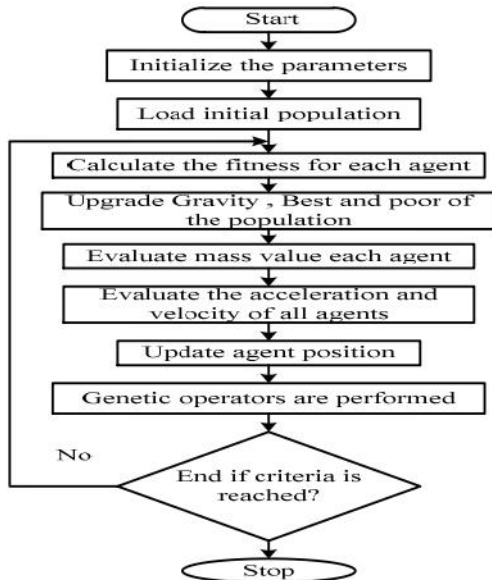 Start
Initialize the parameters
Load initial population
Calculate the fitness for each agent
Upgrade Gravity , Best and poor of
the population
Evaluate mass value each agent
Evaluate the acceleration and
velocity of all agents
Update agent position
Genetic operators are performed
No
End if criteria is
reached?
Stop